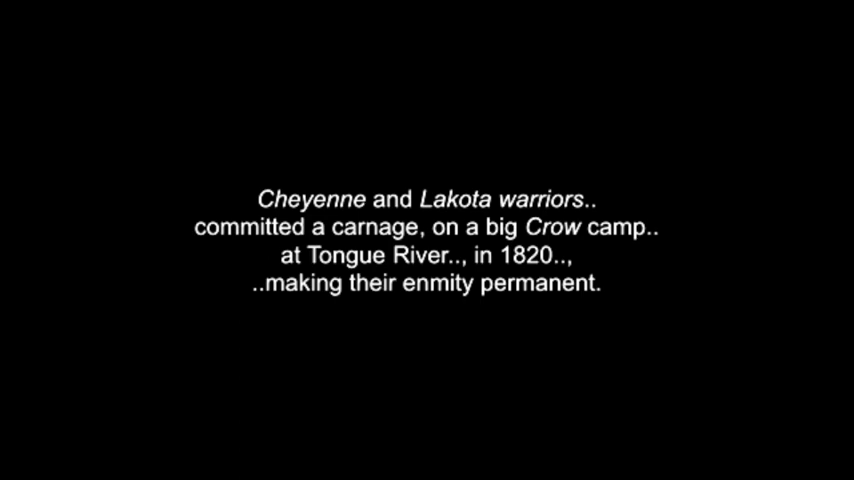 Cheyenne and Lakota warriors..
committed a carnage, on a big Crow camp..
at Tongue River.., in 1820..,
..making their enmity permanent.